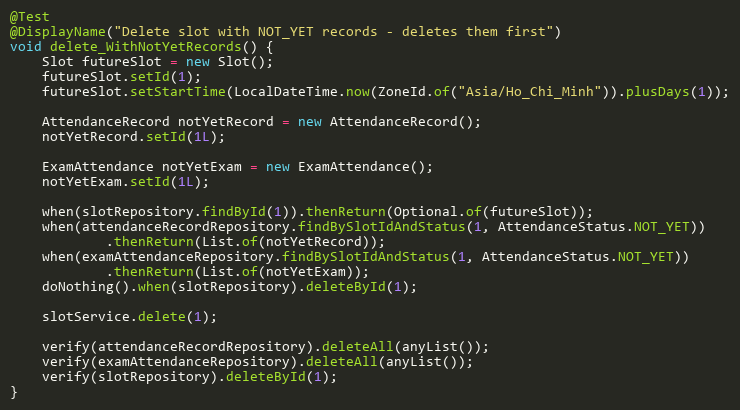 @Test
@DisplayName("Delete slot with NOT_YET records - deletes them first")
void delete_WithNotYetRecords() {
    Slot futureSlot = new Slot();
    futureSlot.setId(1);
    futureSlot.setStartTime(LocalDateTime.now(ZoneId.of("Asia/Ho_Chi_Minh")).plusDays(1));

    AttendanceRecord notYetRecord = new AttendanceRecord();
    notYetRecord.setId(1L);

    ExamAttendance notYetExam = new ExamAttendance();
    notYetExam.setId(1L);

    when(slotRepository.findById(1)).thenReturn(Optional.of(futureSlot));
    when(attendanceRecordRepository.findBySlotIdAndStatus(1, AttendanceStatus.NOT_YET))
            .thenReturn(List.of(notYetRecord));
    when(examAttendanceRepository.findBySlotIdAndStatus(1, AttendanceStatus.NOT_YET))
            .thenReturn(List.of(notYetExam));
    doNothing().when(slotRepository).deleteById(1);

    slotService.delete(1);

    verify(attendanceRecordRepository).deleteAll(anyList());
    verify(examAttendanceRepository).deleteAll(anyList());
    verify(slotRepository).deleteById(1);
}